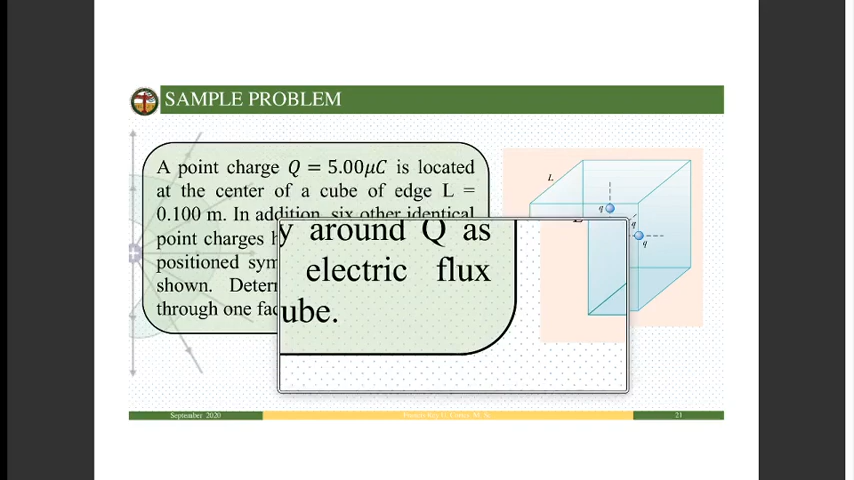 SAMPLE PROBLEM
A point charge Q = 5.00μC is located
at the center of a cube of edge L =
0.100 m. In addition, six other identical
point charges
positioned sym
shown. Deter
through one fac
y around Q as
electric flux
ube.
L
q
q
q
September 2020
21